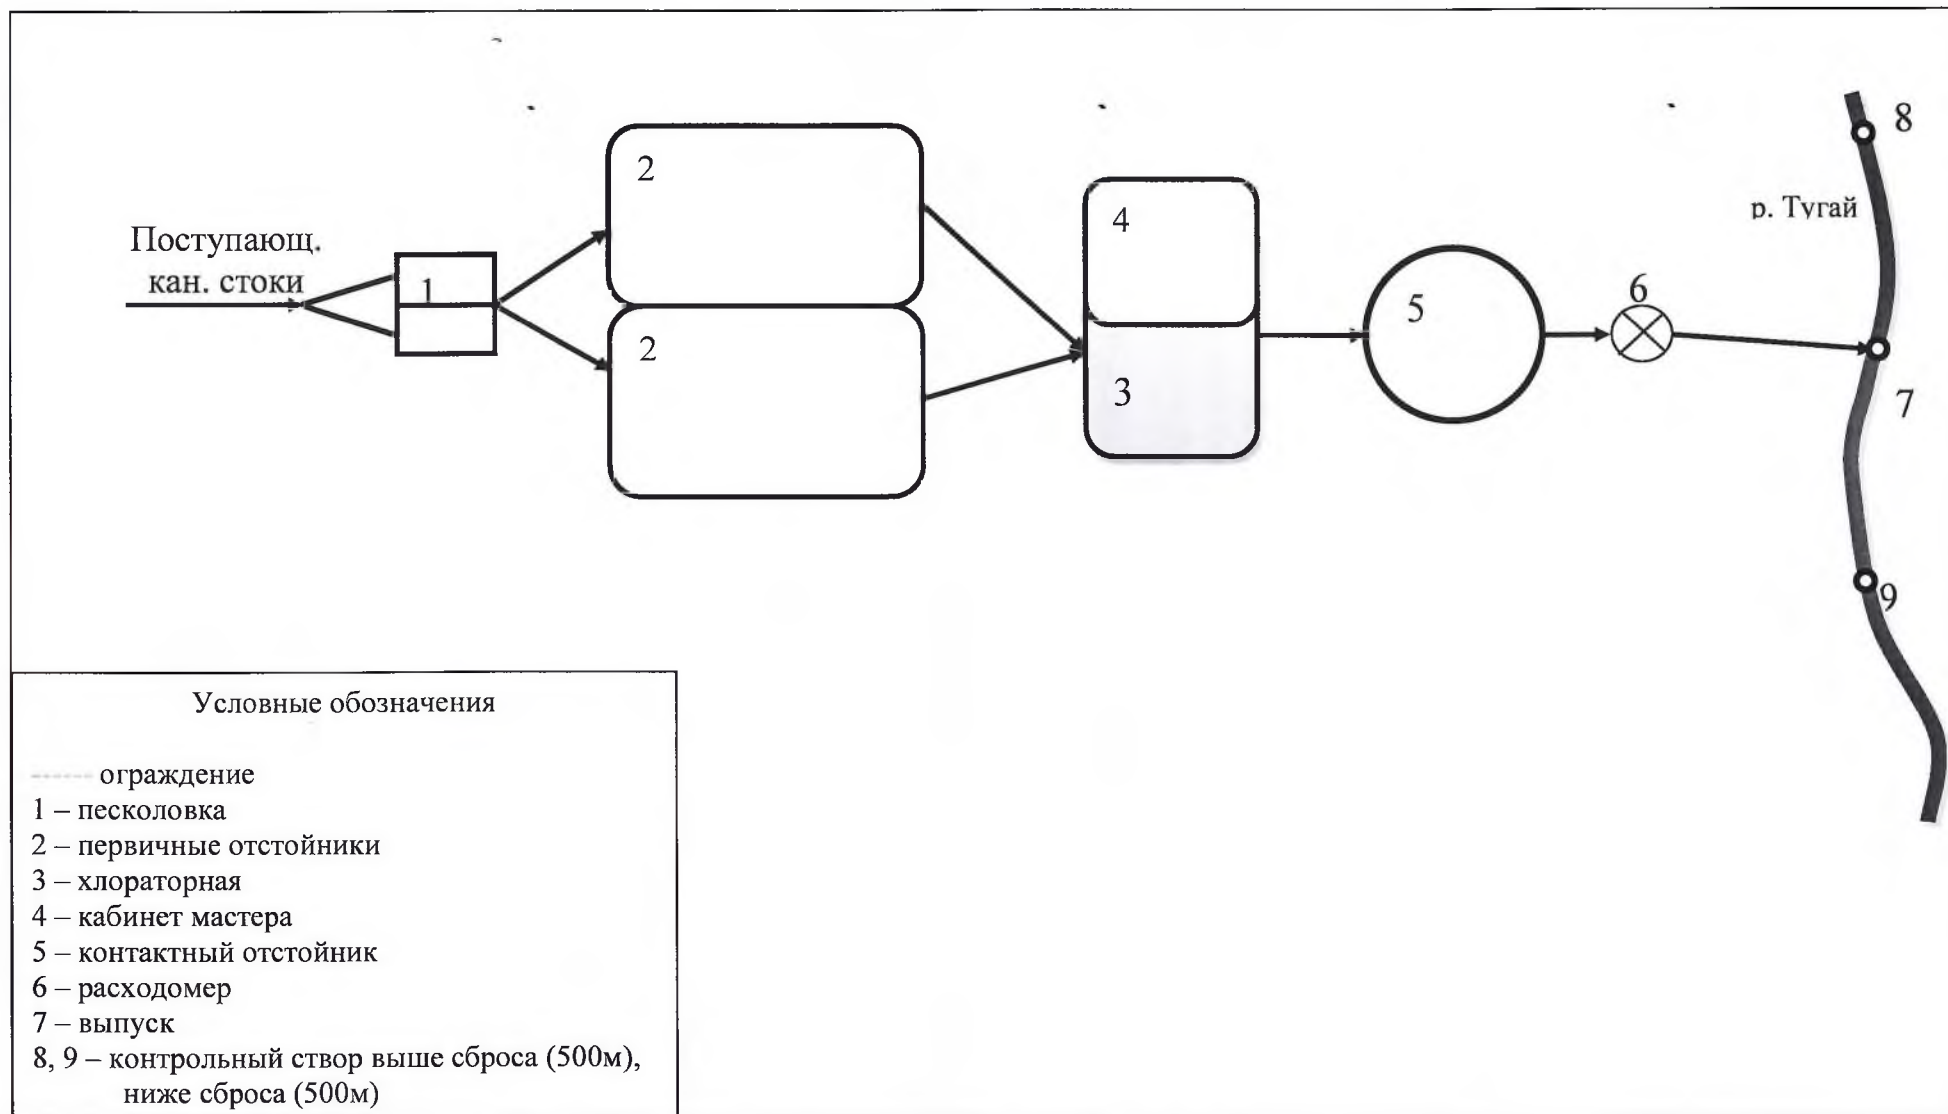 8
2
р. Тугай
4
Поступающ.
6
кан. стоки
1
5
2
3
7
9
Условные обозначения
ограждение
1 – песколовка
2 – первичные отстойники
3 – хлораторная
4 – кабинет мастера
5 – контактный отстойник
6 – расходомер
7 – выпуск
8, 9 – контрольный створ выше сброса (500м),
ниже сброса (500м)